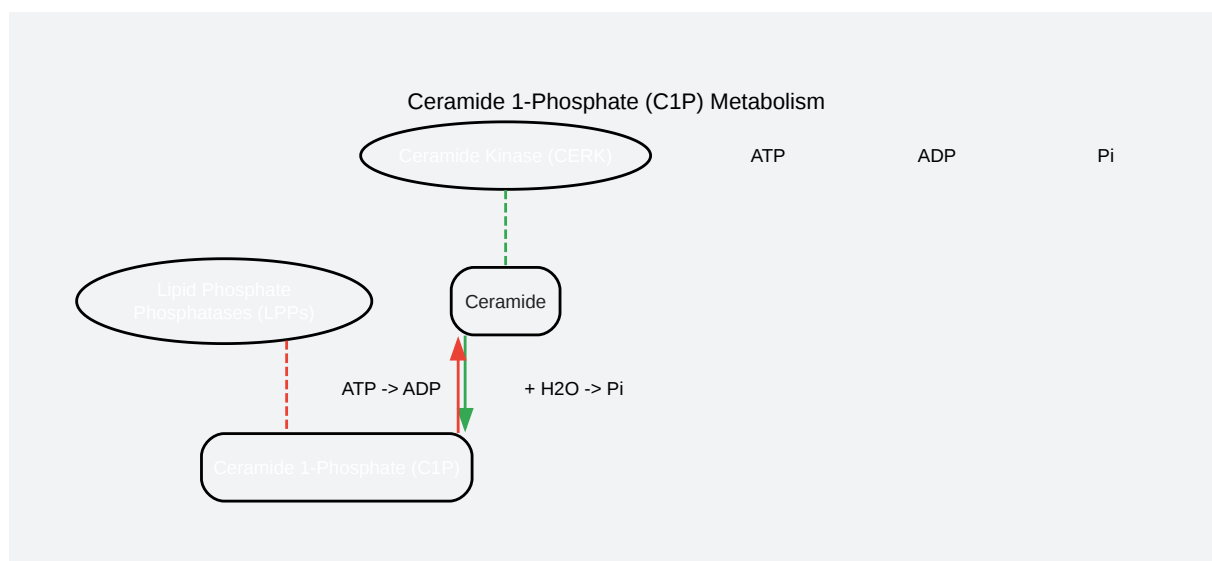 Ceramide 1-Phosphate (C1P) Metabolism
Ceramide Kinase (CERK)
ATP
ADP
Pi
Lipid Phosphate
Phosphatases (LPPs)
Ceramide
ATP -> ADP
+ H2O -> Pi
Ceramide 1-Phosphate (C1P)